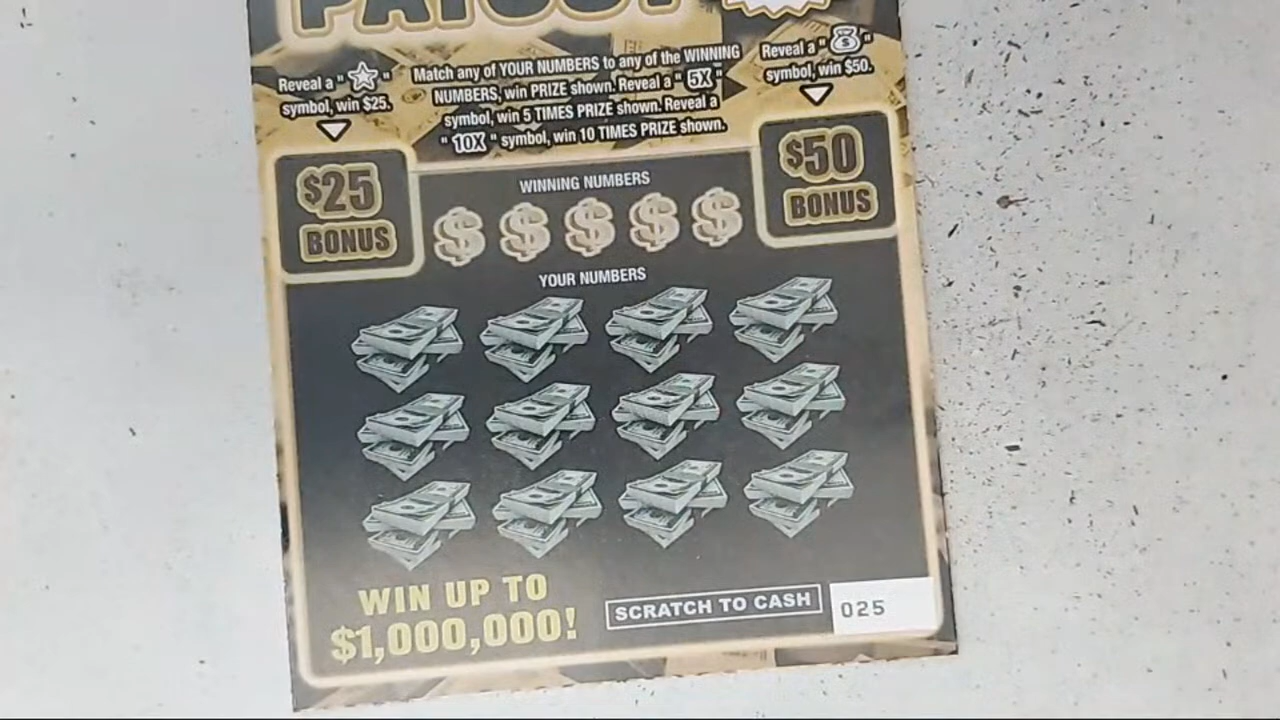 PAYOUT
Reveal a " "
symbol, win $25.
Match any of YOUR NUMBERS to any of the WINNING
NUMBERS, win PRIZE shown. Reveal a " 5X "
symbol, win 5 TIMES PRIZE shown. Reveal a
" 10X " symbol, win 10 TIMES PRIZE shown.
Reveal a " $ "
symbol, win $50.
$25
BONUS
WINNING NUMBERS
$ $ $ $ $
$50
BONUS
YOUR NUMBERS
WIN UP TO
$1,000,000!
SCRATCH TO CASH
025